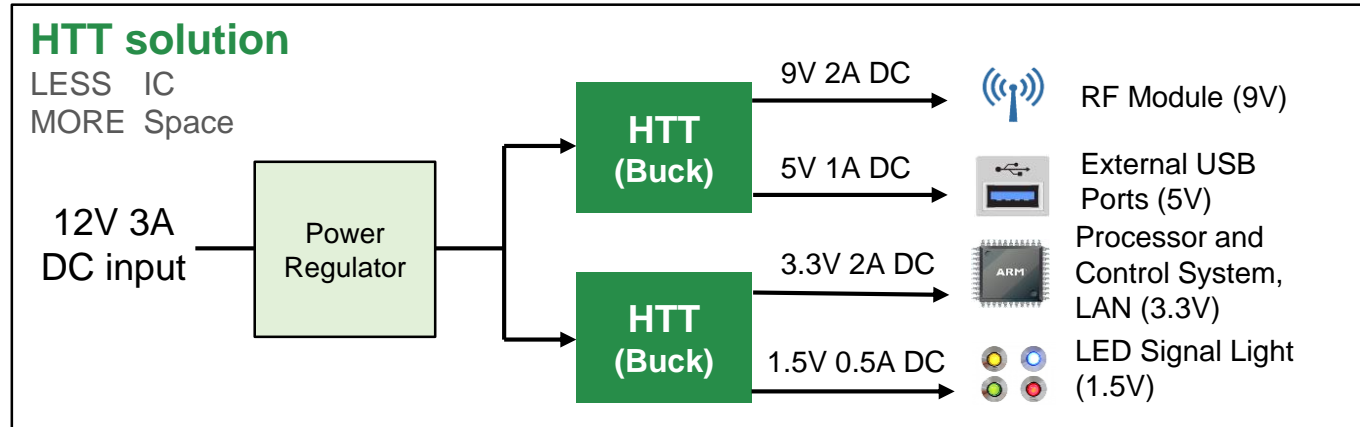 HTT solution
LESS IC
MORE Space
12V 3A
DC input
Power
Regulator
HTT
(Buck)
9V 2A DC
RF Module (9V)
5V 1A DC
External USB
Ports (5V)
HTT
(Buck)
3.3V 2A DC
ARM
Processor and
Control System,
LAN (3.3V)
1.5V 0.5A DC
LED Signal Light
(1.5V)